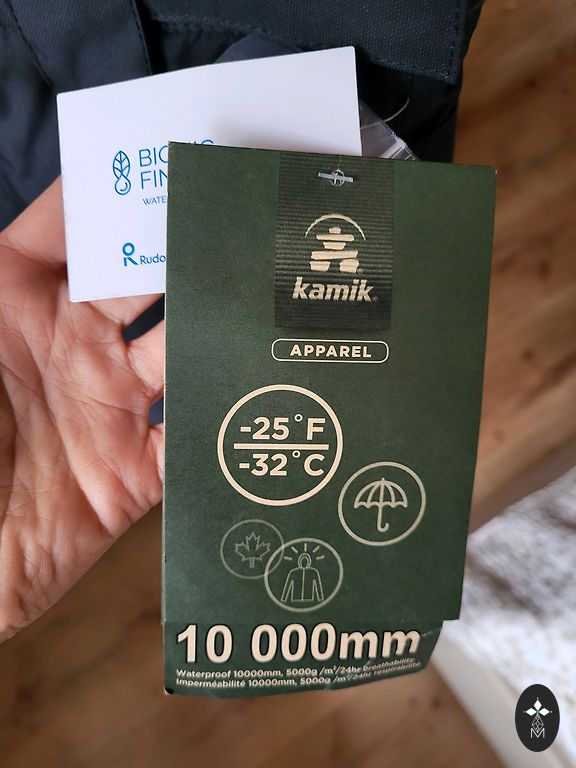 kamik
APPAREL
-25°F
-32°C
10 000mm
Waterproof 10000mm, 5000g /m²/24hr breathability
Imperméabilité 10000mm, 5000g /m²/24hr respirabilité